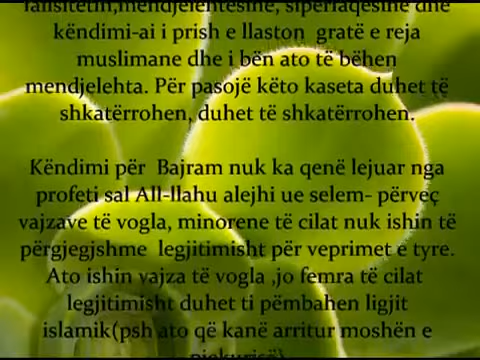 falsitetin,mendjelehtësinë, sipërfaqësinë dhe
këndimi-ai i prish e llaston gratë e reja
muslimane dhe i bën ato të bëhen
mendjelehta. Për pasojë këto kaseta duhet të
shkatërrohen, duhet të shkatërrohen.
Këndimi për Bajram nuk ka qenë lejuar nga
profeti sal All-llahu alejhi ue selem- përveç
vajzave të vogla, minorene të cilat nuk ishin të
përgjegjshme legjitimisht për veprimet e tyre.
Ato ishin vajza të vogla ,jo femra të cilat
legjitimisht duhet ti pëmbahen ligjit
islamik(psh ato që kanë arritur moshën e
pjekurisë)